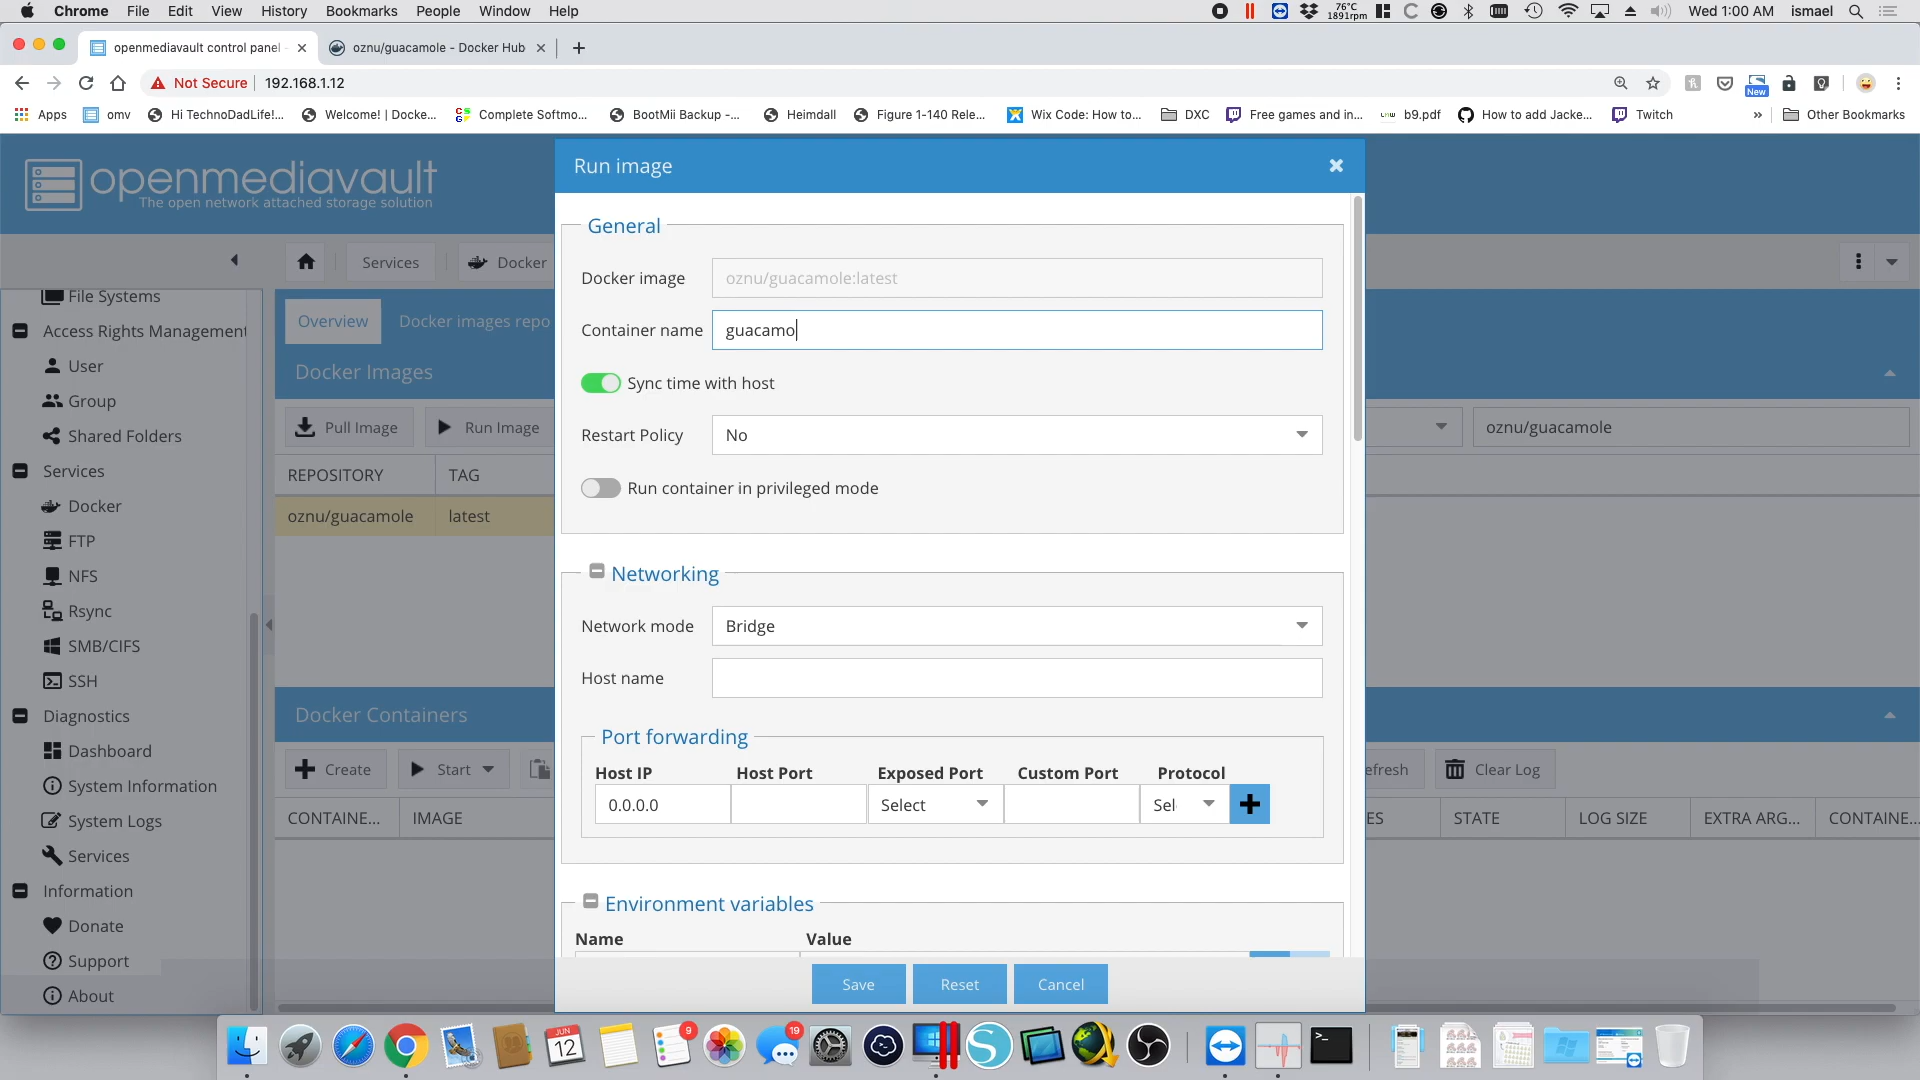 Chrome File Edit View History Bookmarks People Window Help
76°C
1891rpm
Wed 1:00 AM ismael
openmediavault control panel -
oznu/guacamole - Docker Hub
Not Secure 192.168.1.12
New
Apps omv Hi TechnoDadLife!... Welcome! | Docke... Complete Softmo... BootMii Backup -... Heimdall Figure 1-140 Rele... Wix Code: How to... DXC Free games and in... b9.pdf How to add Jacke... Twitch » Other Bookmarks
openmediavault
The open network attached storage solution
Services Docker
File Systems
Access Rights Management
User
Group
Shared Folders
Services
Docker
FTP
NFS
Rsync
SMB/CIFS
SSH
Diagnostics
Dashboard
System Information
System Logs
Services
Information
Donate
Support
About
Overview Docker images repo
Docker Images
Pull Image Run Image
oznu/guacamole
REPOSITORY TAG
oznu/guacamole latest
Docker Containers
Create Start
efresh Clear Log
CONTAINE... IMAGE
ES STATE LOG SIZE EXTRA ARG... CONTAINE...
Run image
General
Docker image oznu/guacamole:latest
Container name guacamo
Sync time with host
Restart Policy No
Run container in privileged mode
Networking
Network mode Bridge
Host name
Port forwarding
Host IP Host Port Exposed Port Custom Port Protocol
0.0.0.0 Select Sel
Environment variables
Name Value
Save Reset Cancel
JUN
12
9
19